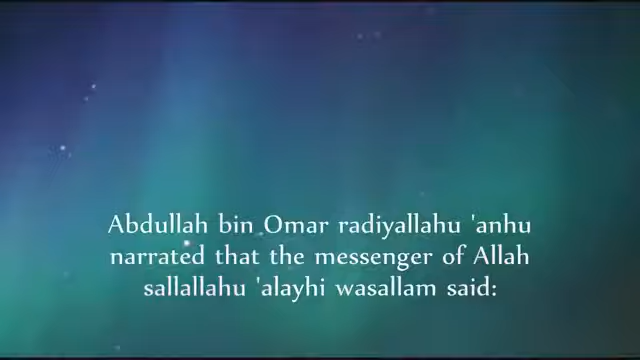 Abdullah bin Omar radiyallahu 'anhu
narrated that the messenger of Allah
sallallahu 'alayhi wasallam said: